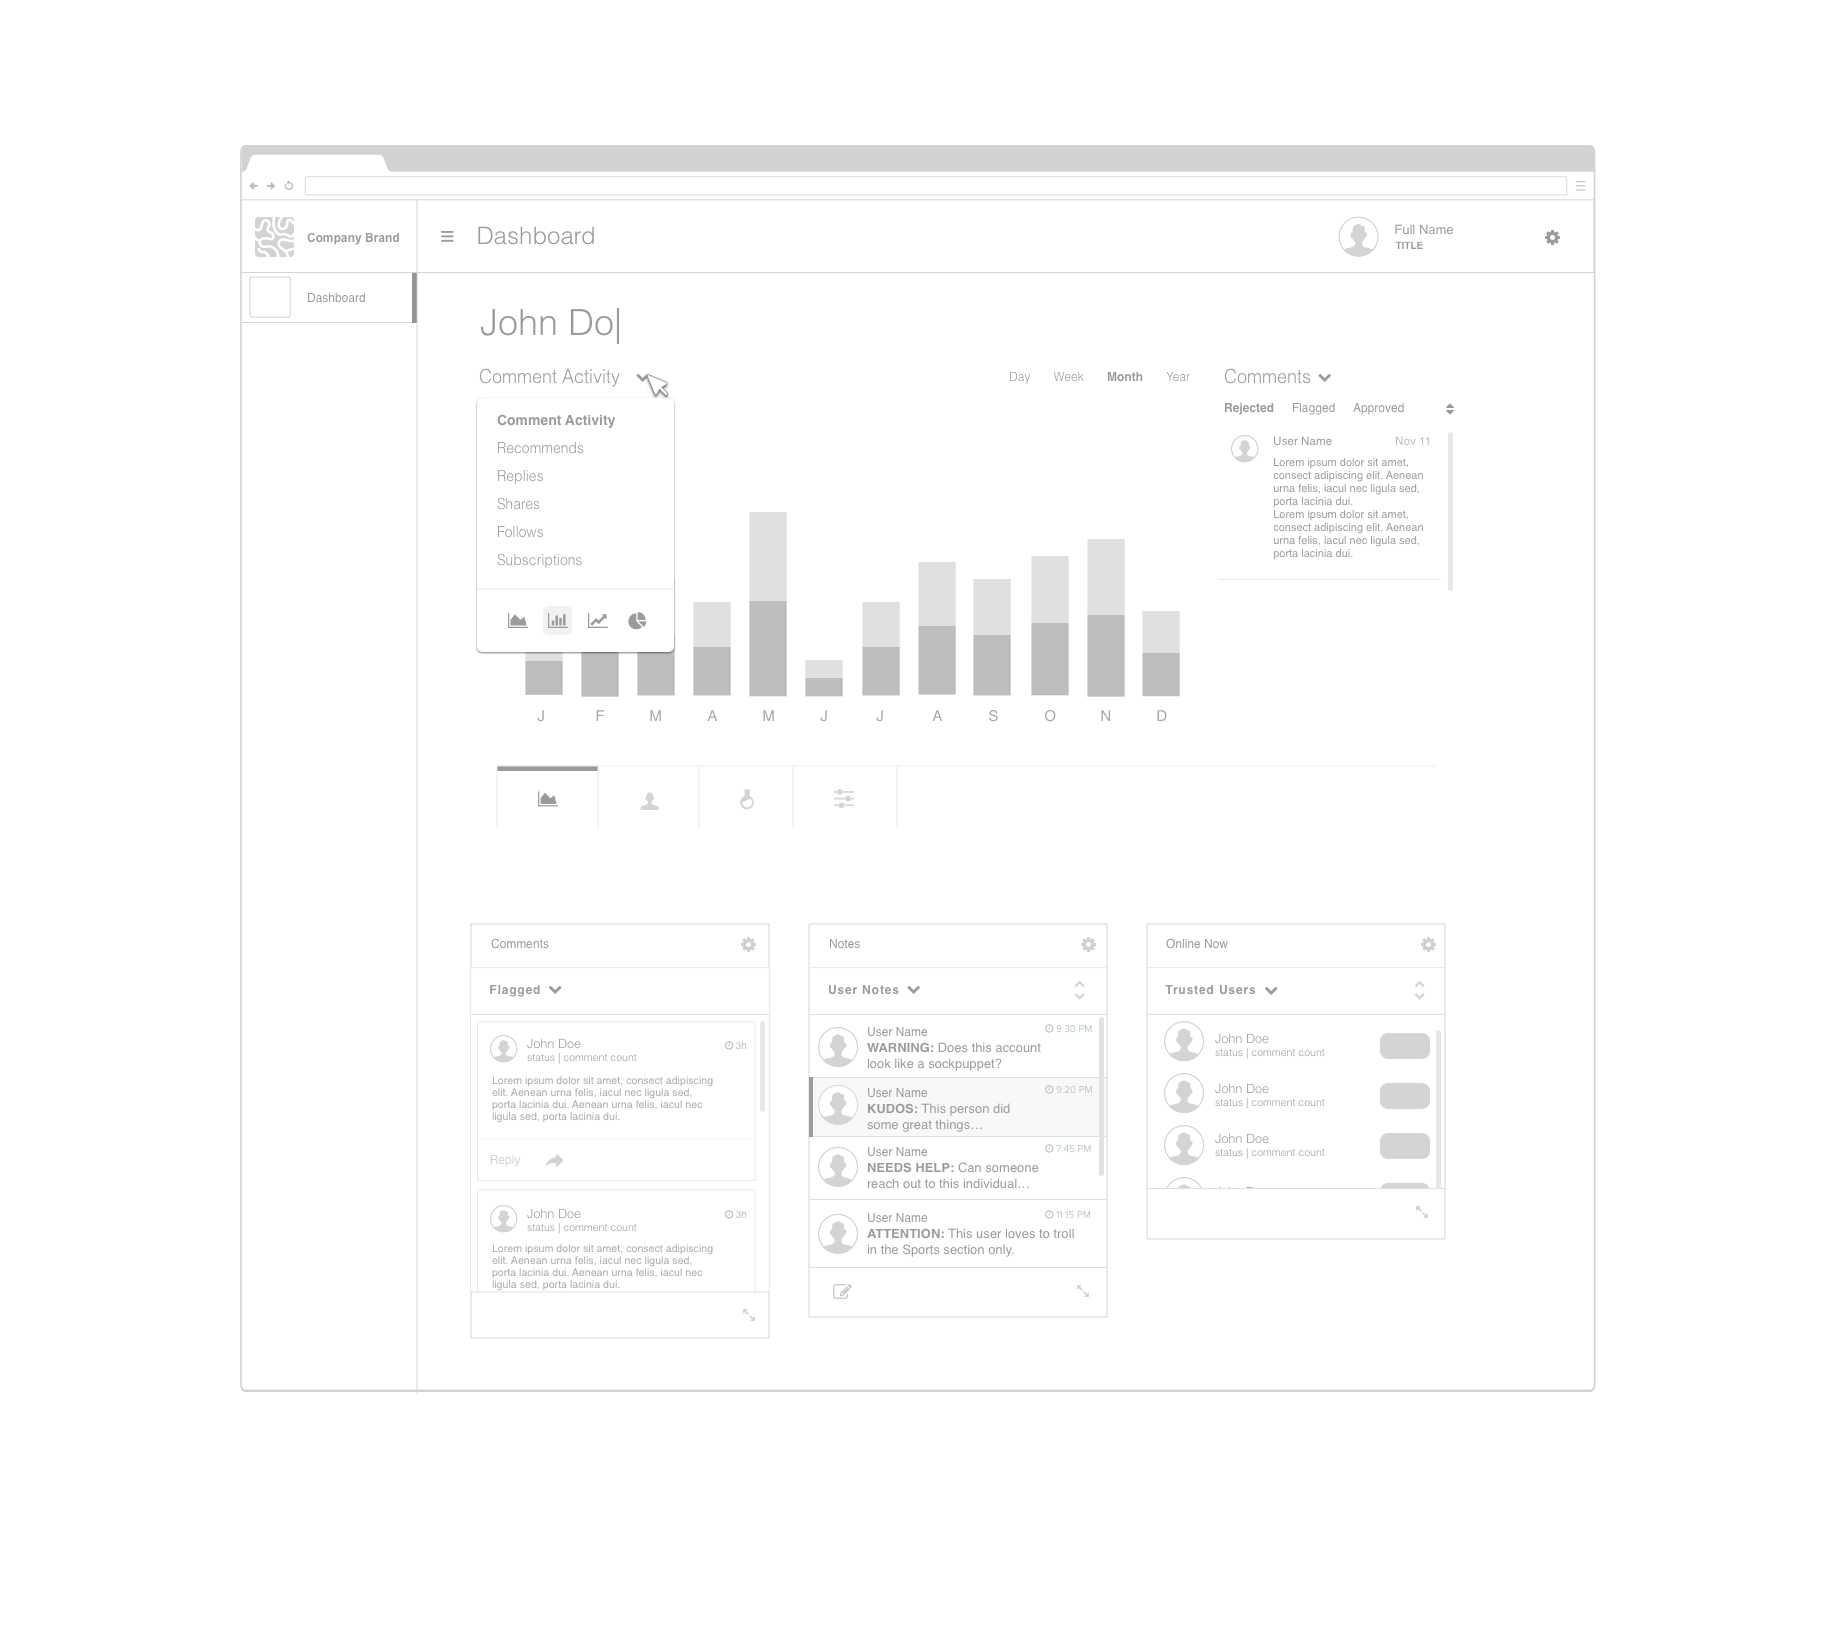 Company Brand
Dashboard
Full Name
TITLE
Dashboard
John Do
Comment Activity
Day Week Month Year
Comment Activity
Recommends
Replies
Shares
Follows
Subscriptions
J F M A M J J A S O N D
Comments
Rejected Flagged Approved
User Name Nov 11
Lorem ipsum dolor sit amet,
consect adipiscing elit. Aenean
urna felis, iacul nec ligula sed,
porta lacinia dui.
Lorem ipsum dolor sit amet,
consect adipiscing elit. Aenean
urna felis, iacul nec ligula sed,
porta lacinia dui.
Comments
Flagged
John Doe 3h
status | comment count
Lorem ipsum dolor sit amet, consect adipiscing
elit. Aenean urna felis, iacul nec ligula sed,
porta lacinia dui. Aenean urna felis, iacul nec
ligula sed, porta lacinia dui.
Reply
John Doe 3h
status | comment count
Lorem ipsum dolor sit amet, consect adipiscing
elit. Aenean urna felis, iacul nec ligula sed,
porta lacinia dui. Aenean urna felis, iacul nec
ligula sed, porta lacinia dui.
Notes
User Notes
User Name 9:30 PM
WARNING: Does this account
look like a sockpuppet?
User Name 9:20 PM
KUDOS: This person did
some great things...
User Name 7:45 PM
NEEDS HELP: Can someone
reach out to this individual...
User Name 11:15 PM
ATTENTION: This user loves to troll
in the Sports section only.
Online Now
Trusted Users
John Doe
status | comment count
John Doe
status | comment count
John Doe
status | comment count